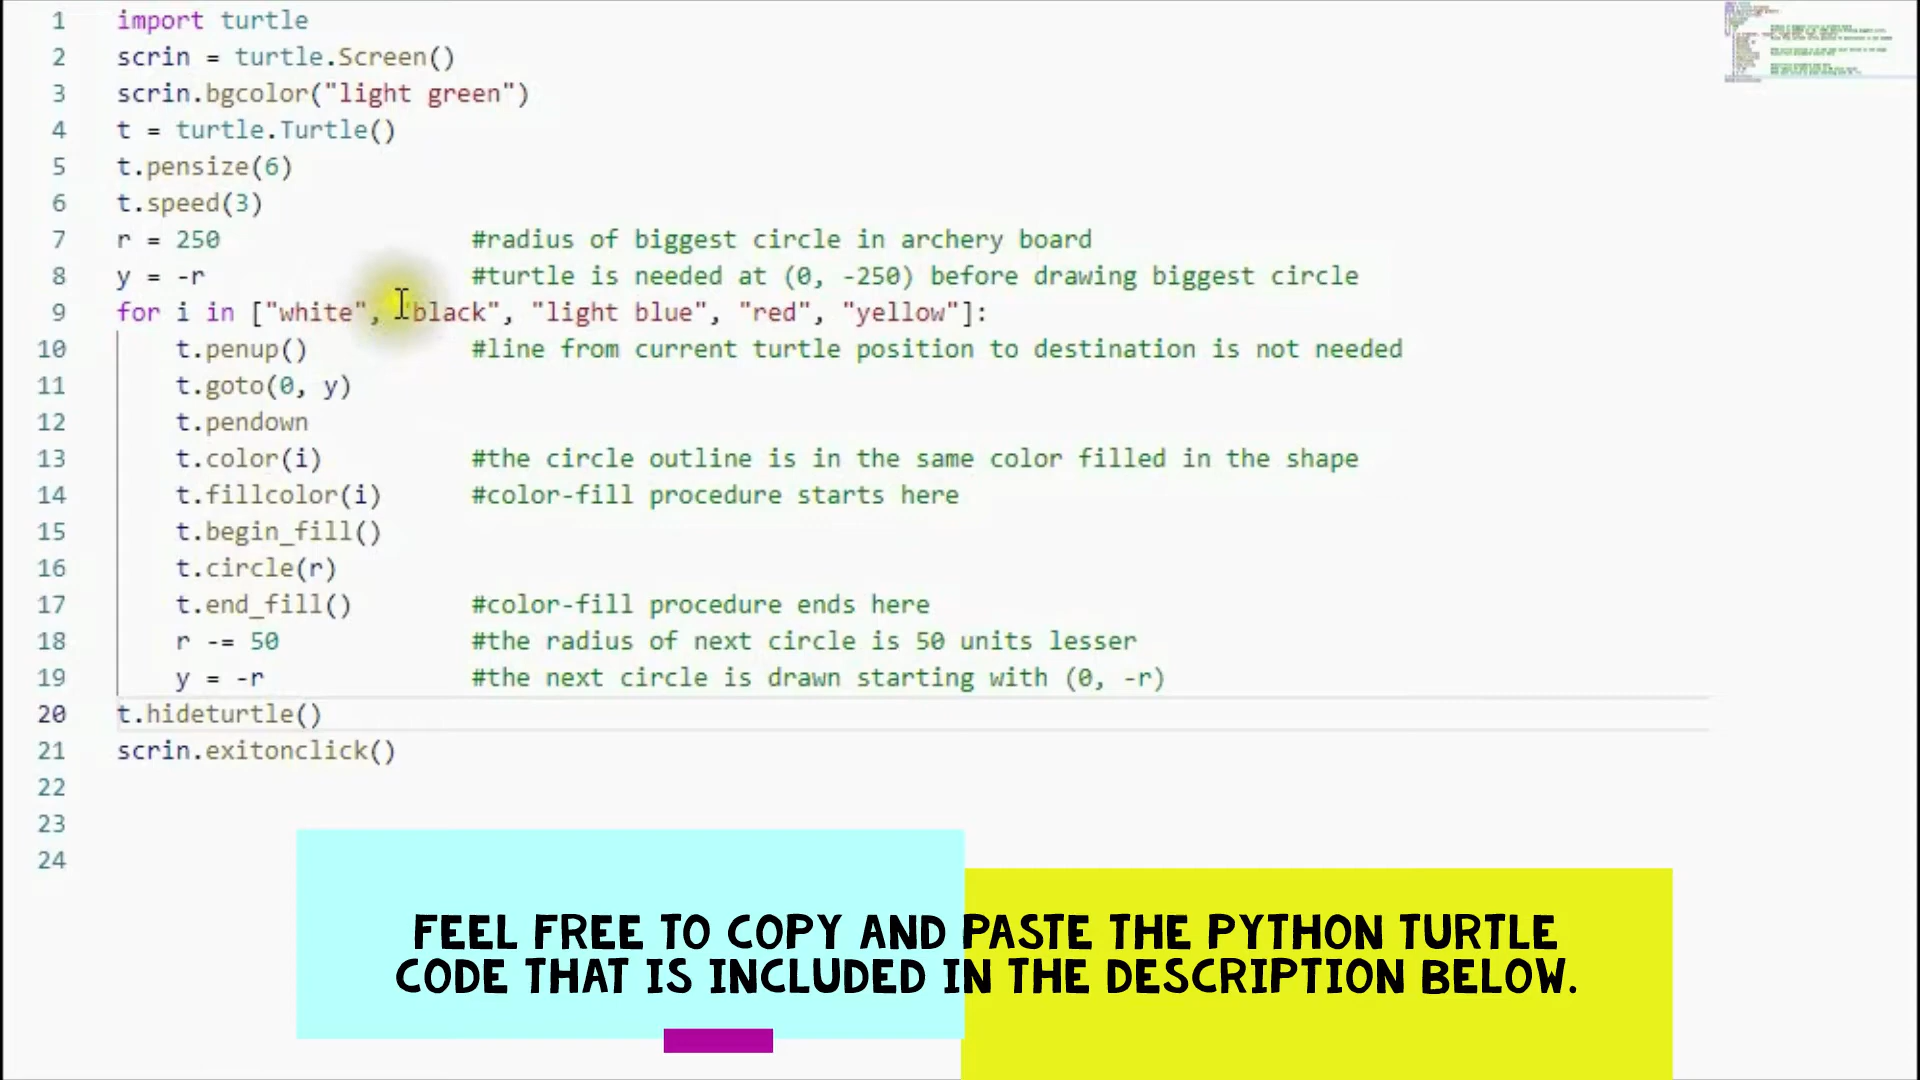 1 import turtle
2 scrin = turtle.Screen()
3 scrin.bgcolor("light green")
4 t = turtle.Turtle()
5 t.pensize(6)
6 t.speed(3)
7 r = 250 #radius of biggest circle in archery board
8 y = -r #turtle is needed at (0, -250) before drawing biggest circle
9 for i in ["white", "black", "light blue", "red", "yellow"]:
10 t.penup() #line from current turtle position to destination is not needed
11 t.goto(0, y)
12 t.pendown
13 t.color(i) #the circle outline is in the same color filled in the shape
14 t.fillcolor(i) #color-fill procedure starts here
15 t.begin_fill()
16 t.circle(r)
17 t.end_fill() #color-fill procedure ends here
18 r -= 50 #the radius of next circle is 50 units lesser
19 y = -r #the next circle is drawn starting with (0, -r)
20 t.hideturtle()
21 scrin.exitonclick()
22
23
24
FEEL FREE TO COPY AND PASTE THE PYTHON TURTLE
CODE THAT IS INCLUDED IN THE DESCRIPTION BELOW.